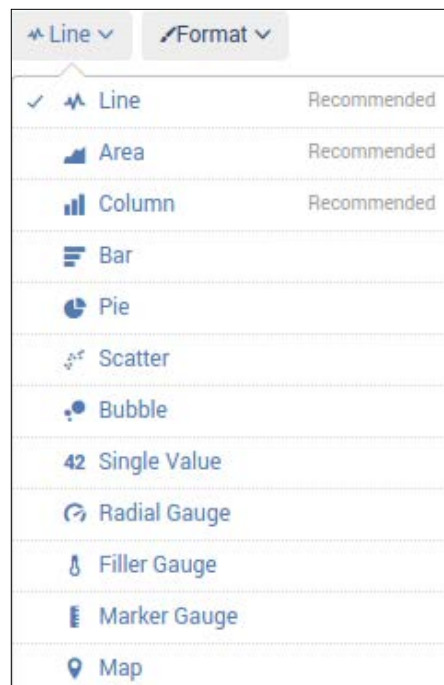 Line Format
Line Recommended
Area Recommended
Column Recommended
Bar
Pie
Scatter
Bubble
42 Single Value
Radial Gauge
Filler Gauge
Marker Gauge
Map